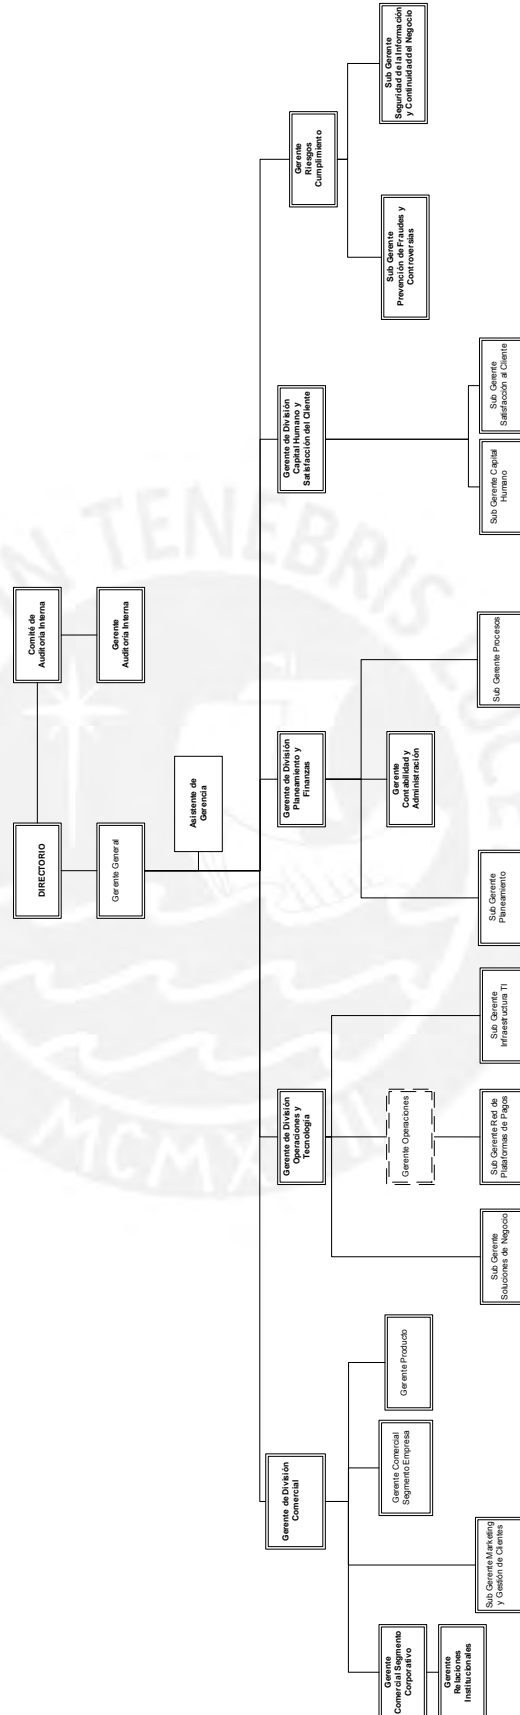 DIRECTORIO
Comité de
Auditoría Interna
Gerente General
Gerente
Auditoría Interna
Asistente de
Gerencia
Gerente de División
Comercial
Gerente de División
Operaciones y
Tecnología
Gerente de División
Planeamiento y
Finanzas
Gerente de División
Capital Humano y
Satisfacción del Cliente
Gerente
Riesgos
Cumplimiento
Gerente
Comercial Segmento
Corporativo
Gerente
Relaciones
Institucionales
Sub Gerente Marketing
y Gestión de Clientes
Gerente Comercial
Segmento Empresa
Gerente Producto
Sub Gerente
Soluciones de Negocio
Gerente Operaciones
Sub Gerente Red de
Plataformas de Pagos
Sub Gerente
Infraestructura TI
Sub Gerente
Planeamiento
Gerente
Contabilidad y
Administración
Sub Gerente Procesos
Sub Gerente Capital
Humano
Sub Gerente
Satisfacción al Cliente
Sub Gerente
Prevención de Fraudes y
Controversias
Sub Gerente
Seguridad de la Información
y Continuidad del Negocio
TENEBRIS